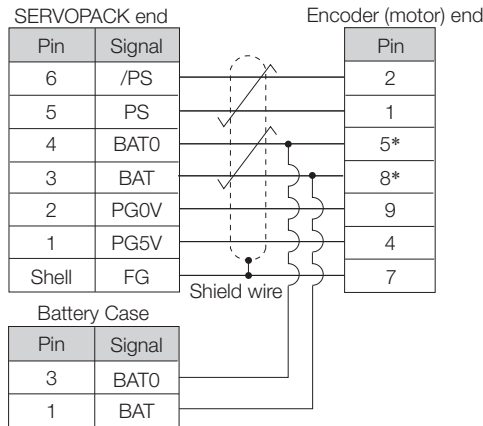 SERVOPACK end
Encoder (motor) end
Pin Signal Pin
6 /PS 2
5 PS 1
4 BAT0 5*
3 BAT 8*
2 PG0V 9
1 PG5V 4
Shell FG 7
Shield wire
Battery Case
Pin Signal
3 BAT0
1 BAT